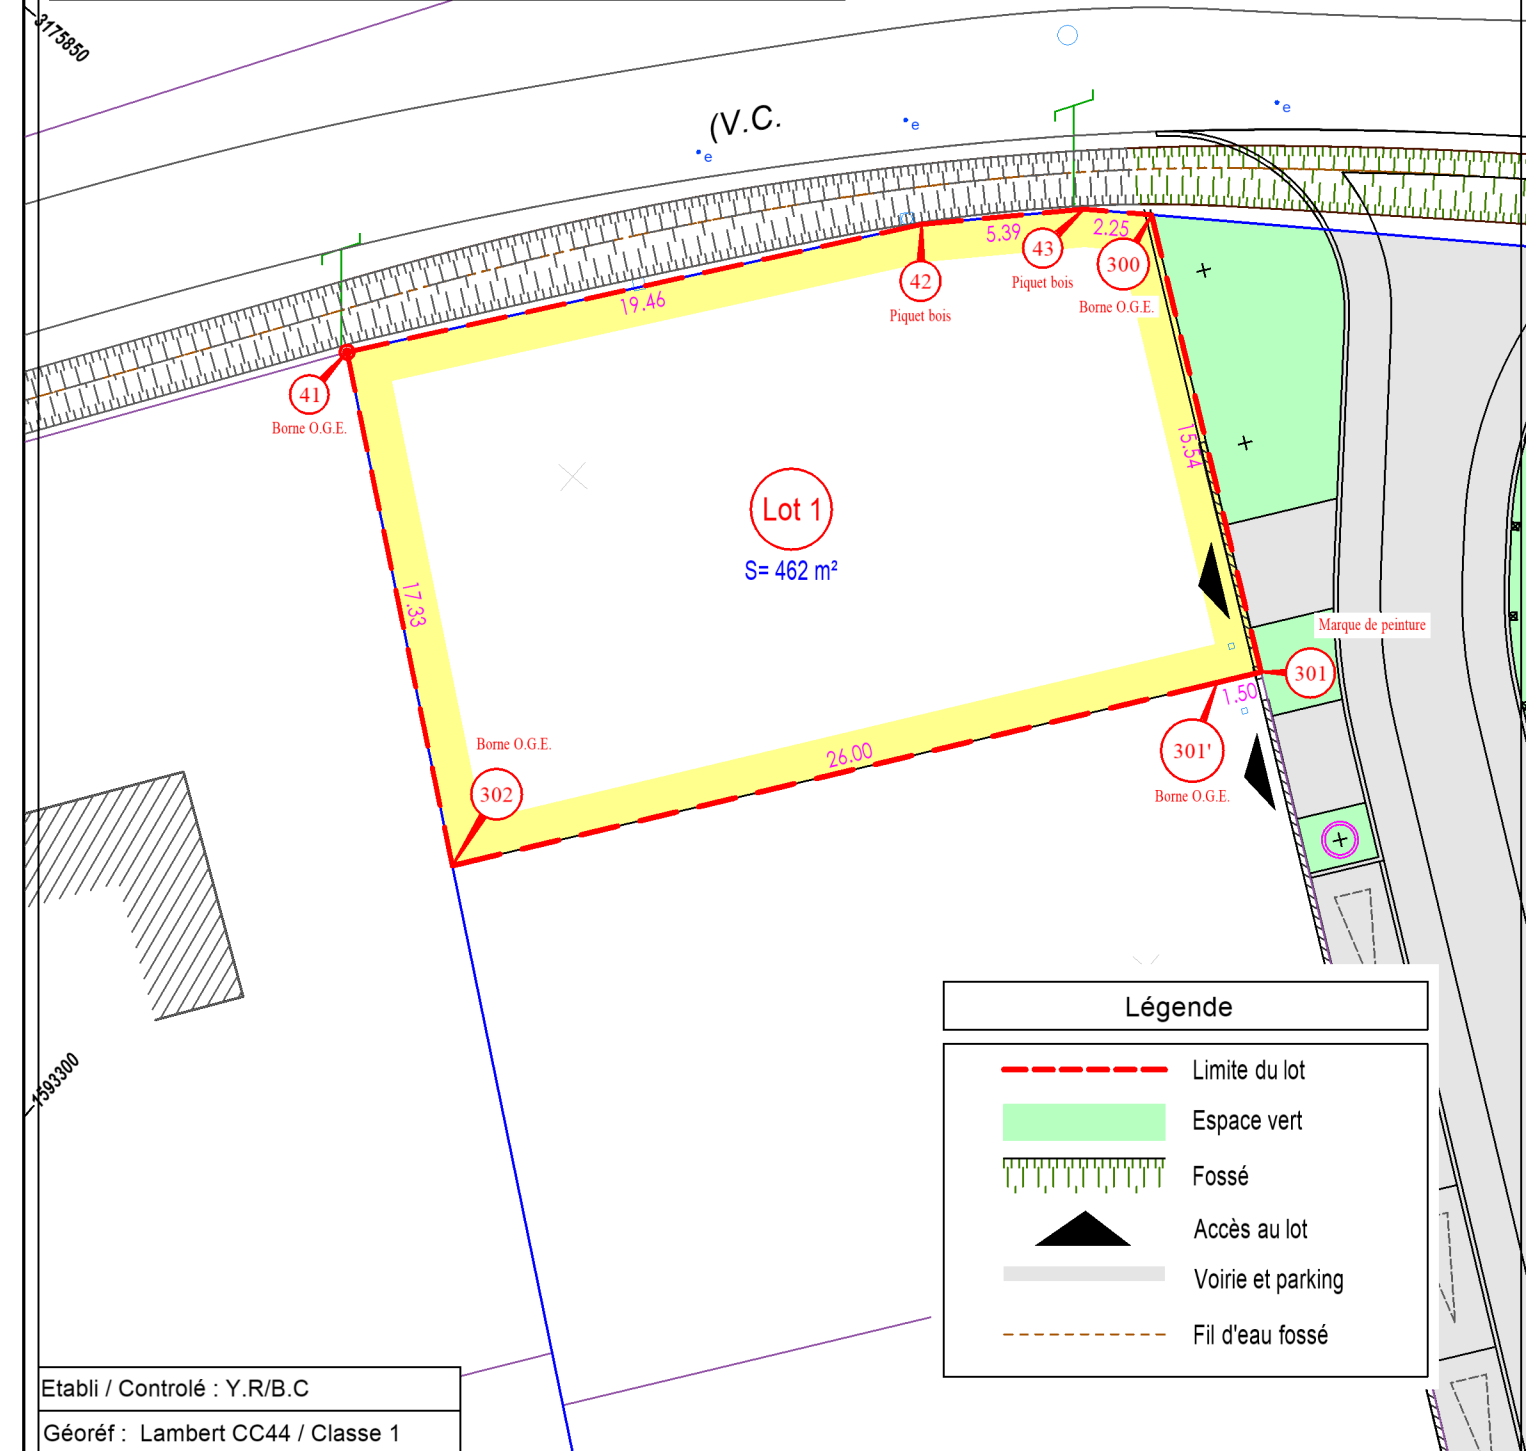 3175850
(V.C.
e
e
e
5.39
2.25
43
300
42
Piquet bois
Borne O.G.E.
Piquet bois
19.46
41
Borne O.G.E.
15.54
Lot 1
S= 462 m²
17.33
Marque de peinture
301
1.50
Borne O.G.E.
26.00
301'
302
Borne O.G.E.
Légende
Limite du lot
Espace vert
Fossé
Accès au lot
Voirie et parking
Fil d'eau fossé
1593300
Etabli / Controlé : Y.R/B.C
Géoréf : Lambert CC44 / Classe 1